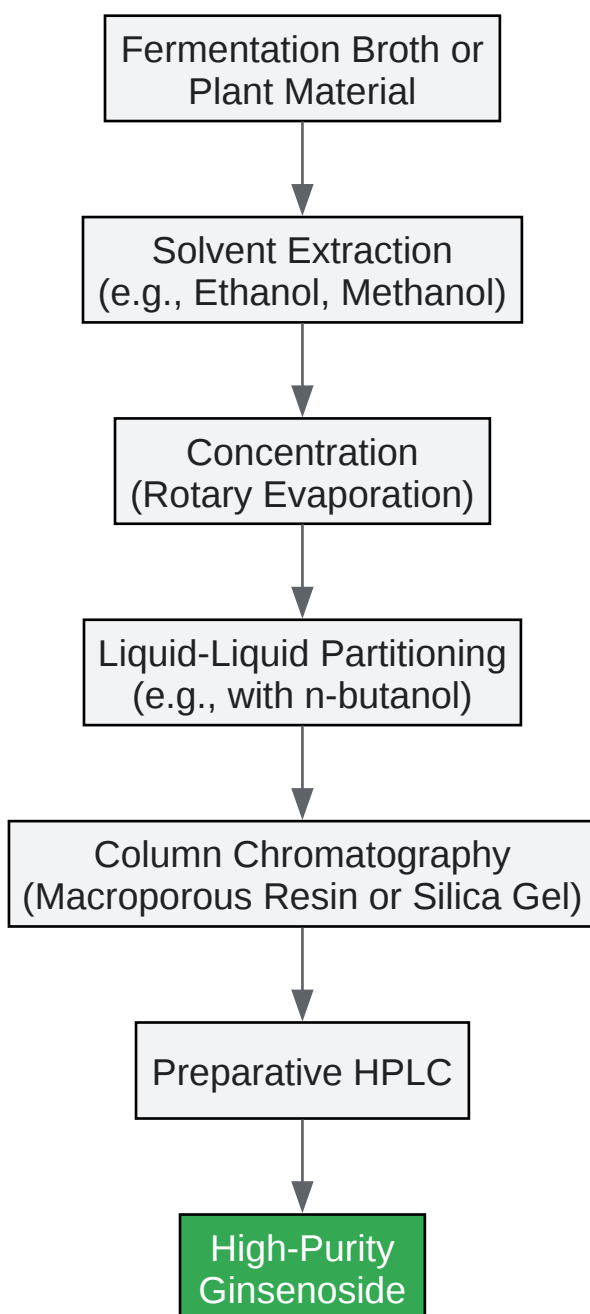 Fermentation Broth or
Plant Material
Solvent Extraction
(e.g., Ethanol, Methanol)
Concentration
(Rotary Evaporation)
Liquid-Liquid Partitioning
(e.g., with n-butanol)
Column Chromatography
(Macroporous Resin or Silica Gel)
Preparative HPLC
High-Purity
Ginsenoside